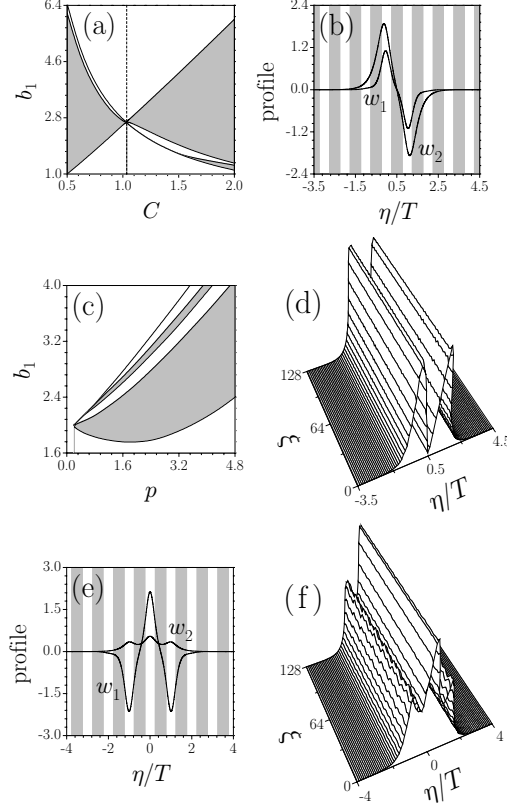 (a)
b₁
6.4
4.6
2.8
1.0
0.5 1.0 1.5 2.0
C
(b)
profile
2.4
1.2
0.0
-1.2
-2.4
w₁
w₂
-3.5 -1.5 0.5 2.5 4.5
η/T
(c)
b₁
4.0
3.2
2.4
1.6
0.0 1.6 3.2 4.8
p
(d)
128
64
0
ξ
-3.5
0.5
4.5
η/T
(e)
profile
3.0
1.5
0.0
-1.5
-3.0
w₂
w₁
-4 -2 0 2 4
η/T
(f)
128
64
0
ξ
-4
0
4
η/T